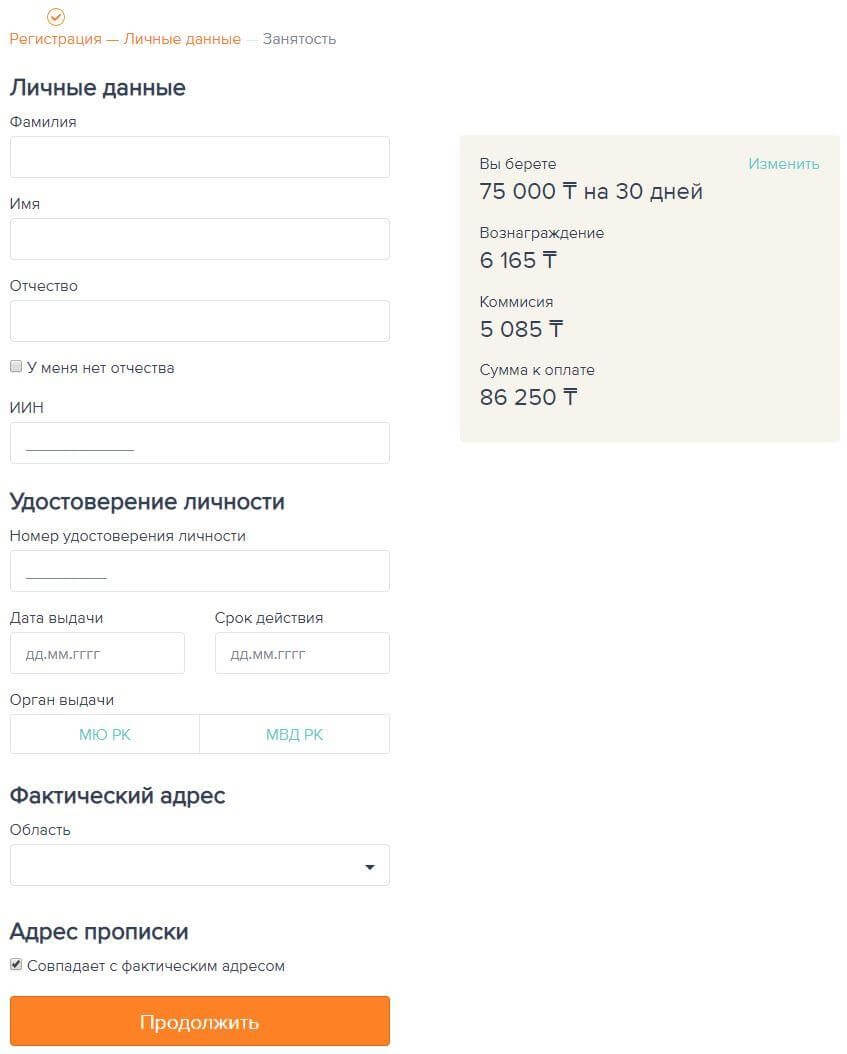 Регистрация — Личные данные — Занятость
Личные данные
Фамилия
Имя
Отчество
У меня нет отчества
ИИН
____________
Удостоверение личности
Номер удостоверения личности
_________
Дата выдачи Срок действия
дд.мм.гггг дд.мм.гггг
Орган выдачи
МЮ РК МВД РК
Фактический адрес
Область
Адрес прописки
Совпадает с фактическим адресом
Продолжить
Вы берете Изменить
75 000 ₸ на 30 дней
Вознаграждение
6 165 ₸
Коммисия
5 085 ₸
Сумма к оплате
86 250 ₸